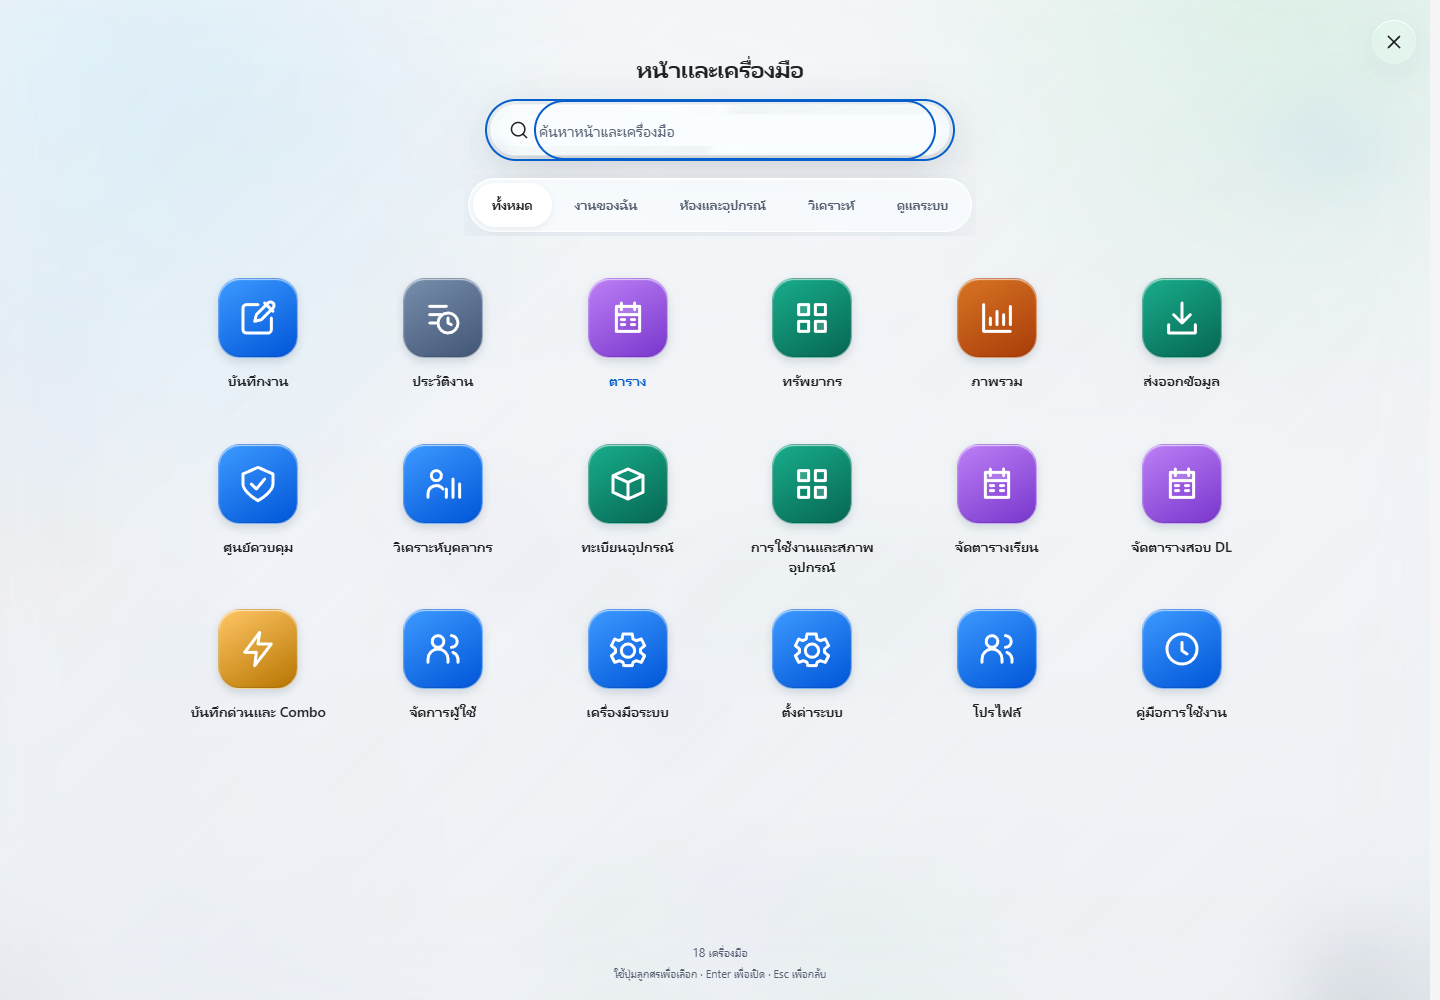 หน้าและเครื่องมือ
ค้นหาหน้าและเครื่องมือ
ทั้งหมด งานของฉัน ห้องและอุปกรณ์ วิเคราะห์ ดูแลระบบ
บันทึกงาน ประวัติงาน ตาราง ทรัพยากร ภาพรวม ส่งออกข้อมูล
ศูนย์ควบคุม วิเคราะห์บุคลากร ทะเบียนอุปกรณ์ การใช้งานและสภาพ จัดตารางเรียน จัดตารางสอบ DL
อุปกรณ์
บันทึกด่วนและ Combo จัดการผู้ใช้ เครื่องมือระบบ ตั้งค่าระบบ โปรไฟล์ คู่มือการใช้งาน
18 เครื่องมือ
ใช้ปุ่มลูกศรเพื่อเลือก · Enter เพื่อเปิด · Esc เพื่อกลับ